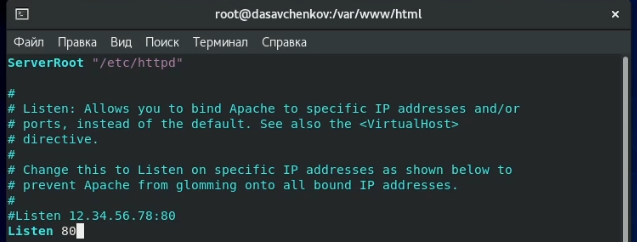 root@dasavchenkov:/var/www/html
Файл Правка Вид Поиск Терминал Справка
ServerRoot "/etc/httpd"
#
# Listen: Allows you to bind Apache to specific IP addresses and/or
# ports, instead of the default. See also the <VirtualHost>
# directive.
#
# Change this to Listen on specific IP addresses as shown below to
# prevent Apache from glomming onto all bound IP addresses.
#
#Listen 12.34.56.78:80
Listen 80